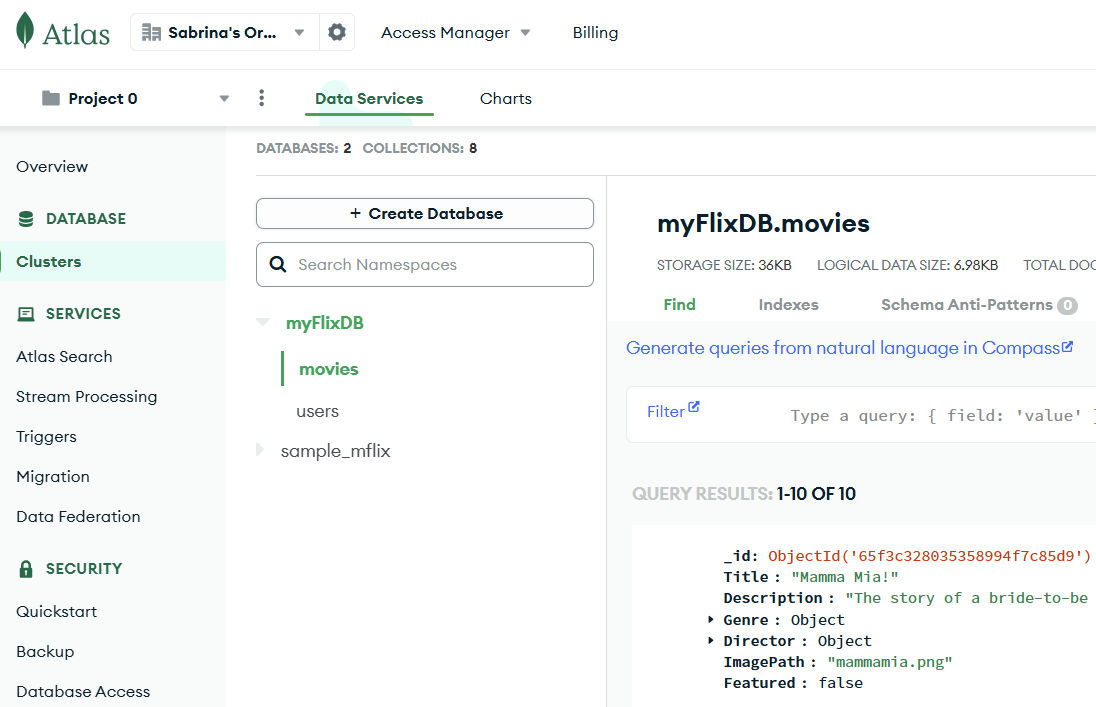 Atlas
Sabrina's Or...
Access Manager
Billing
Project 0
Data Services
Charts
Overview
DATABASE
Clusters
SERVICES
Atlas Search
Stream Processing
Triggers
Migration
Data Federation
SECURITY
Quickstart
Backup
Database Access
DATABASES: 2 COLLECTIONS: 8
+ Create Database
Search Namespaces
myFlixDB
movies
users
sample_mflix
myFlixDB.movies
STORAGE SIZE: 36KB LOGICAL DATA SIZE: 6.98KB TOTAL DOC
Find Indexes Schema Anti-Patterns 0
Generate queries from natural language in Compass
Filter Type a query: { field: 'value' }
QUERY RESULTS: 1-10 OF 10
_id: ObjectId('65f3c328035358994f7c85d9')
Title : "Mamma Mia!"
Description : "The story of a bride-to-be
Genre : Object
Director : Object
ImagePath : "mammamia.png"
Featured : false